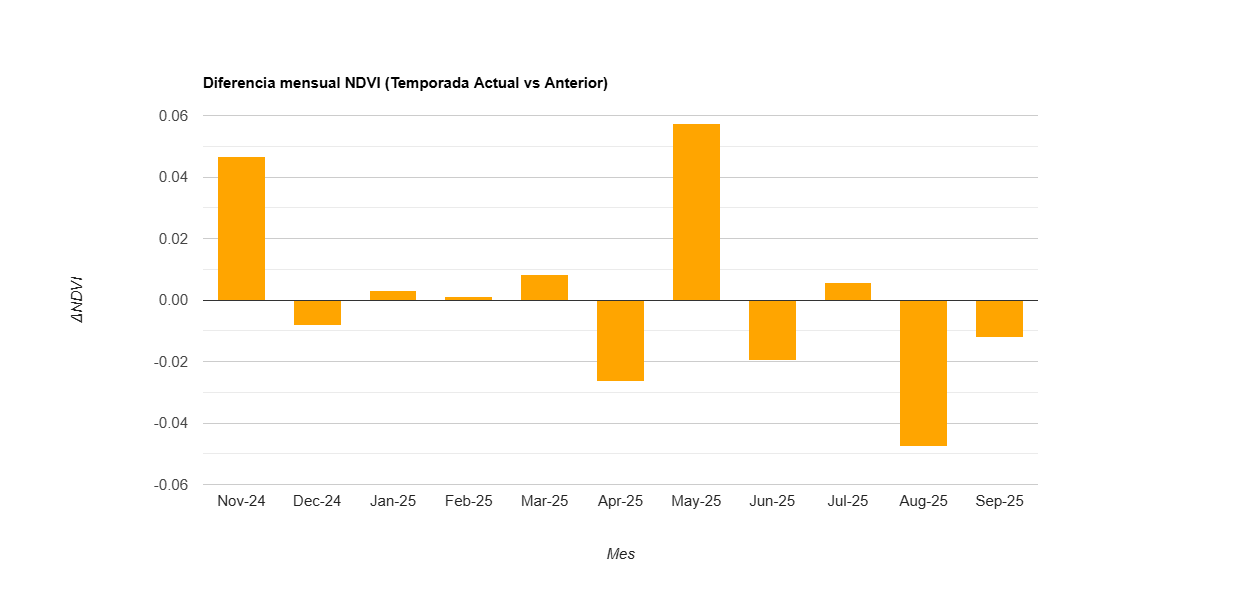 Diferencia mensual NDVI (Temporada Actual vs Anterior)
0.06
0.04
0.02
0.00
-0.02
-0.04
-0.06
ΔNDVI
Nov-24 Dec-24 Jan-25 Feb-25 Mar-25 Apr-25 May-25 Jun-25 Jul-25 Aug-25 Sep-25
Mes